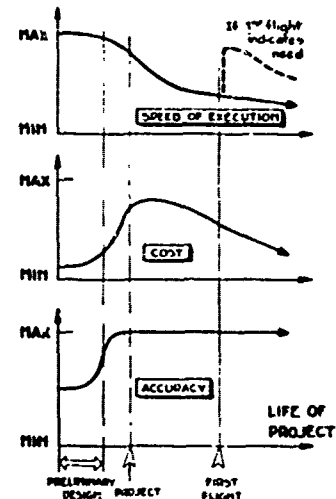 If 1st flight
indicates
need
MAX
SPEED OF EXECUTION
MIN
MAX
COST
MIN
MAX
ACCURACY
MIN
LIFE OF
PROJECT
PRELIMINARY
DESIGN
PROJECT
FIRST
FLIGHT